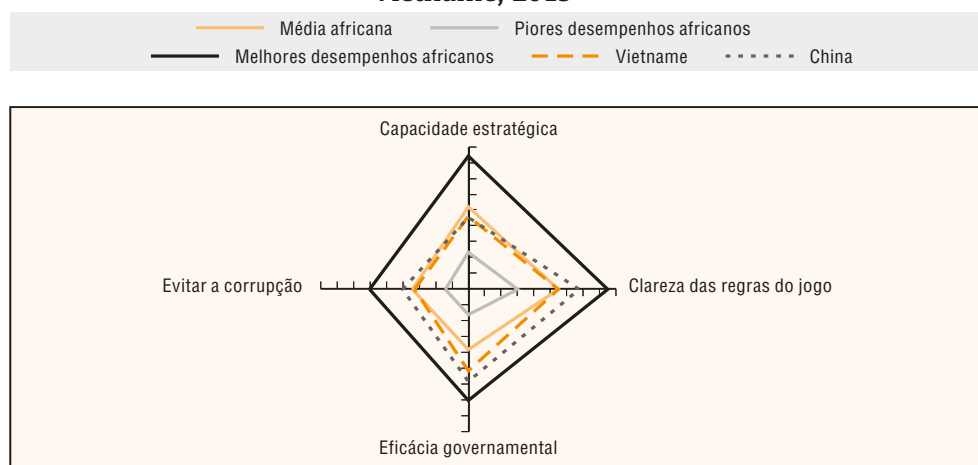 Média africana Piores desempenhos africanos
Melhores desempenhos africanos Vietname China
Capacidade estratégica
Evitar a corrupção Clareza das regras do jogo
Eficácia governamental